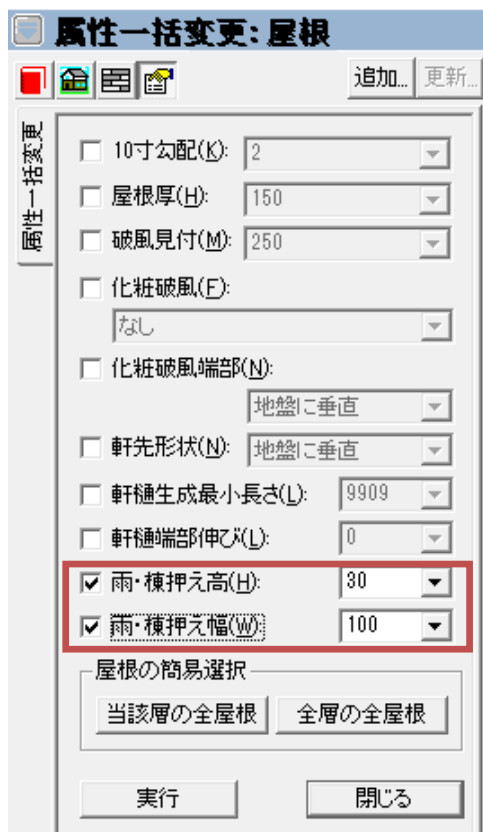 属性一括変更:屋根
追加... 更新...
属性一括変更
10寸勾配(K): 2
屋根厚(H): 150
破風見付(M): 250
化粧破風(F):
なし
化粧破風端部(N):
地盤に垂直
軒先形状(N): 地盤に垂直
軒樋生成最小長さ(L): 9909
軒樋端部伸び(L): 0
雨・棟押え高(H): 30
雨・棟押え幅(W): 100
屋根の簡易選択
当該層の全屋根 全層の全屋根
実行 閉じる